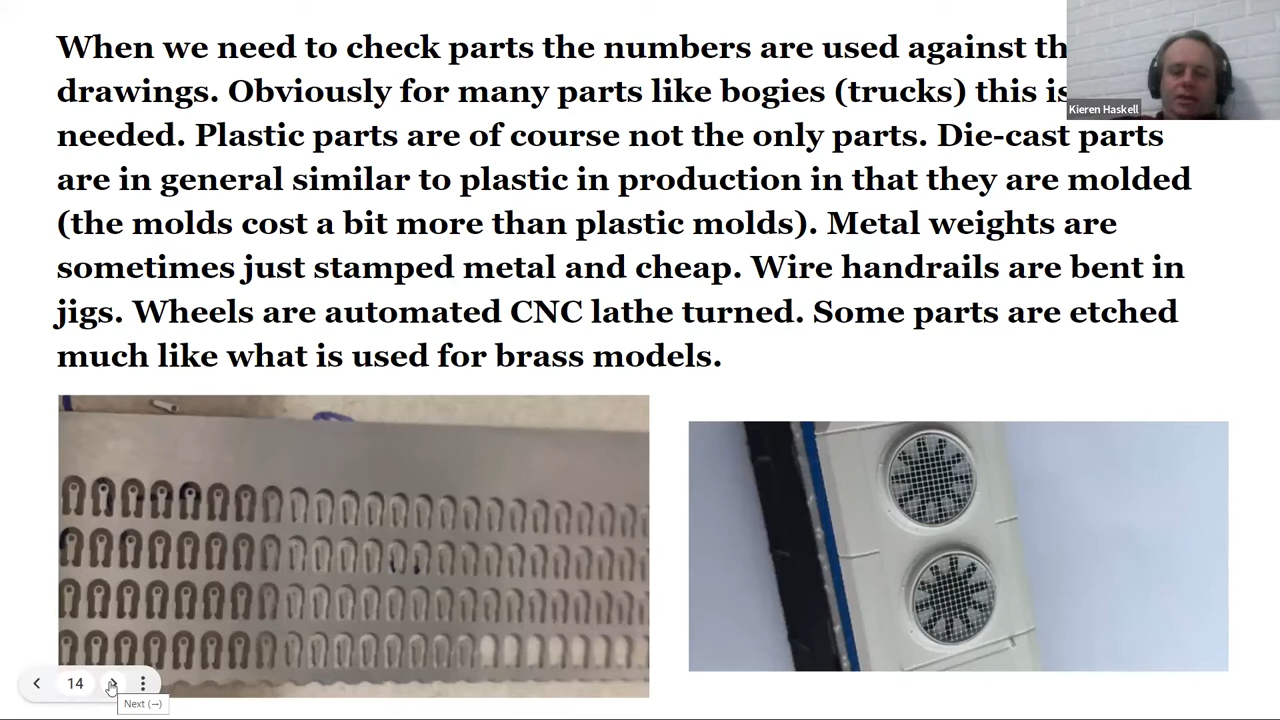 When we need to check parts the numbers are used against
drawings. Obviously for many parts like bogies (trucks) this
needed. Plastic parts are of course not the only parts. Die-cast parts
are in general similar to plastic in production in that they are molded
(the molds cost a bit more than plastic molds). Metal weights are
sometimes just stamped metal and cheap. Wire handrails are bent in
jigs. Wheels are automated CNC lathe turned. Some parts are etched
much like what is used for brass models.
Kieren Haskell
14
Next (→)